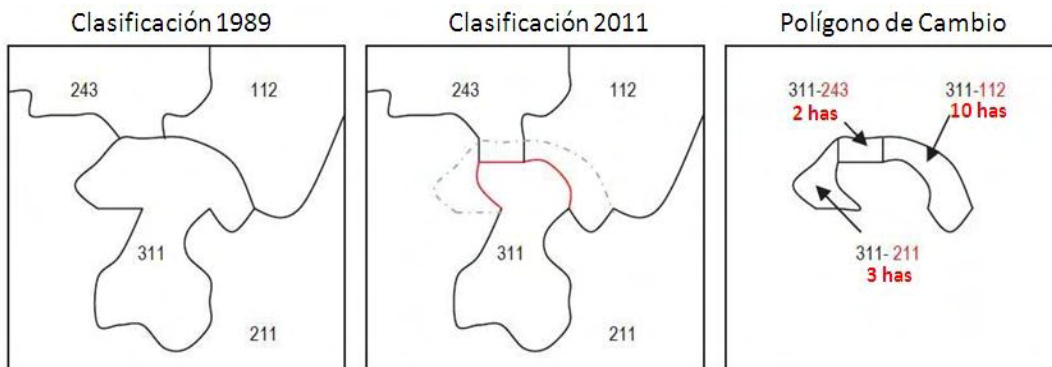 Clasificación 1989
243
112
311
211
Clasificación 2011
243
112
311
211
Polígono de Cambio
311-243
2 has
311-112
10 has
311- 211
3 has